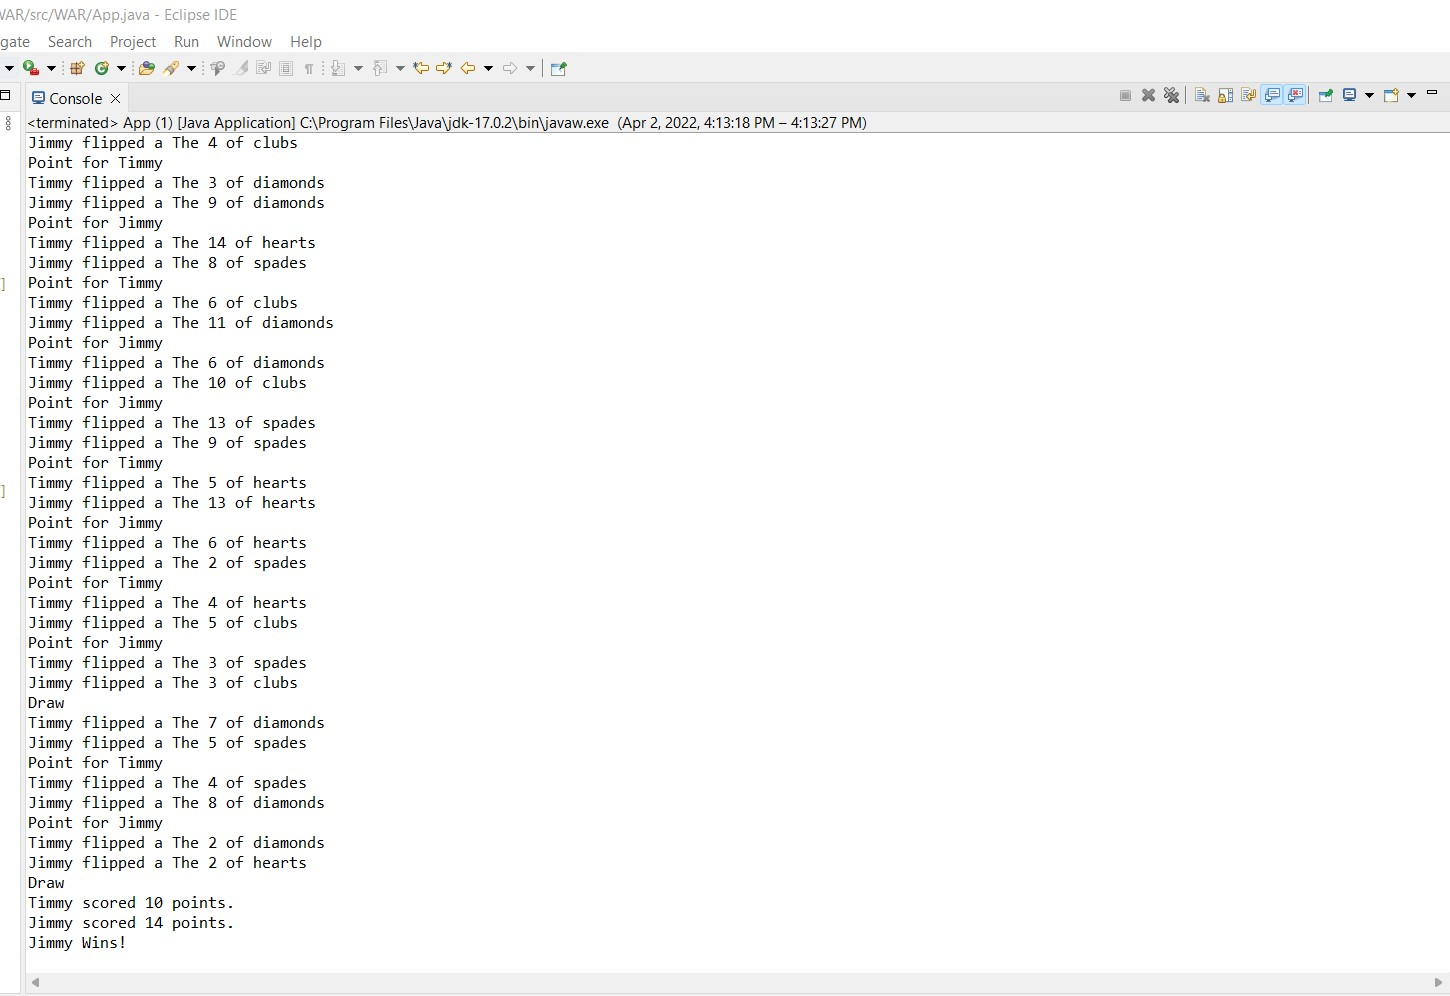 WAR/src/WAR/App.java - Eclipse IDE
gate Search Project Run Window Help
Console
<terminated> App (1) [Java Application] C:\Program Files\Java\jdk-17.0.2\bin\javaw.exe (Apr 2, 2022, 4:13:18 PM – 4:13:27 PM)
Jimmy flipped a The 4 of clubs
Point for Timmy
Timmy flipped a The 3 of diamonds
Jimmy flipped a The 9 of diamonds
Point for Jimmy
Timmy flipped a The 14 of hearts
Jimmy flipped a The 8 of spades
Point for Timmy
Timmy flipped a The 6 of clubs
Jimmy flipped a The 11 of diamonds
Point for Jimmy
Timmy flipped a The 6 of diamonds
Jimmy flipped a The 10 of clubs
Point for Jimmy
Timmy flipped a The 13 of spades
Jimmy flipped a The 9 of spades
Point for Timmy
Timmy flipped a The 5 of hearts
Jimmy flipped a The 13 of hearts
Point for Jimmy
Timmy flipped a The 6 of hearts
Jimmy flipped a The 2 of spades
Point for Timmy
Timmy flipped a The 4 of hearts
Jimmy flipped a The 5 of clubs
Point for Jimmy
Timmy flipped a The 3 of spades
Jimmy flipped a The 3 of clubs
Draw
Timmy flipped a The 7 of diamonds
Jimmy flipped a The 5 of spades
Point for Timmy
Timmy flipped a The 4 of spades
Jimmy flipped a The 8 of diamonds
Point for Jimmy
Timmy flipped a The 2 of diamonds
Jimmy flipped a The 2 of hearts
Draw
Timmy scored 10 points.
Jimmy scored 14 points.
Jimmy Wins!